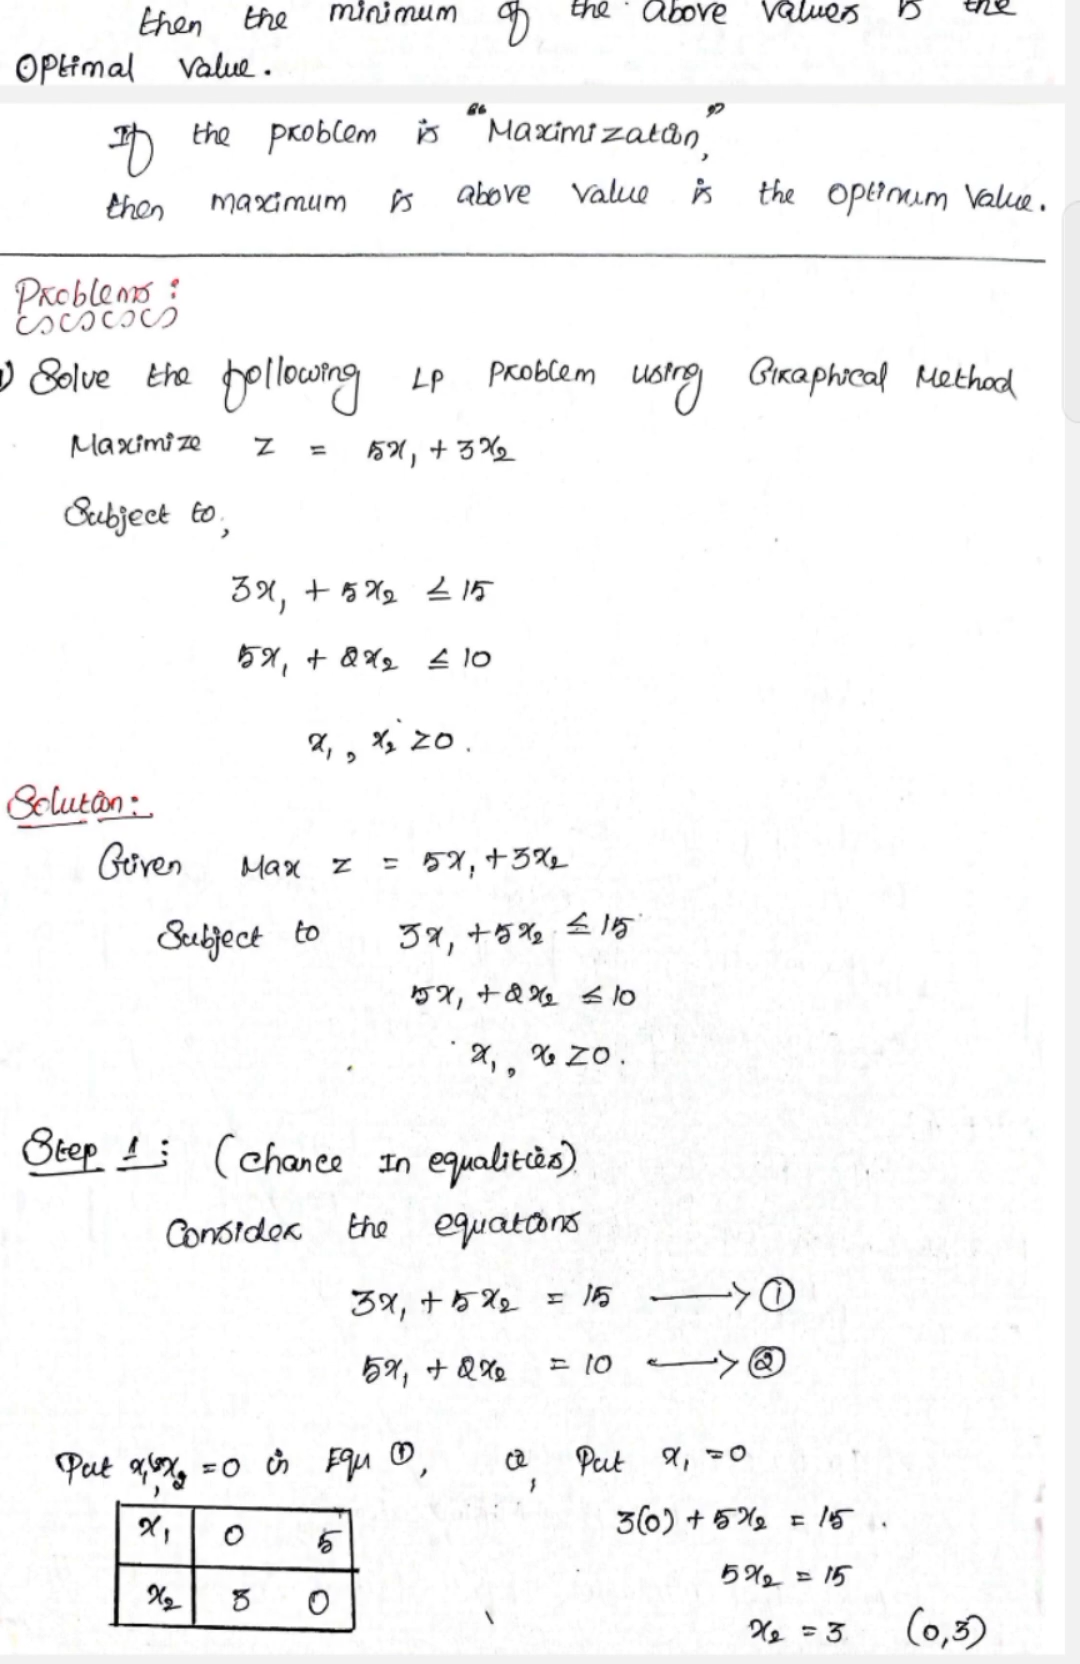 then the minimum of the above values is the
Optimal value.
If the problem is "Maximization",
then maximum is above value is the optimum value.
Problems :
1) Solve the following LP problem using Graphical Method
Maximize z = 5x₁ + 3x₂
Subject to,
3x₁ + 5x₂ ≤ 15
5x₁ + 2x₂ ≤ 10
x₁, x₂ ≥0.
Solution:
Given Max z = 5x₁ + 3x₂
Subject to 3x₁ + 5x₂ ≤ 15
5x₁ + 2x₂ ≤ 10
x₁, x₂ ≥0.
Step 1: (chance In equalities)
Consider the equations
3x₁ + 5x₂ = 15 → ①
5x₁ + 2x₂ = 10 → ②
Put x₁, x₂ = 0 in Equ ①, Put x₁ = 0
x₁ 0 5 3(0) + 5x₂ = 15.
5x₂ = 15
x₂ 3 0
x₂ = 3 (0,3)